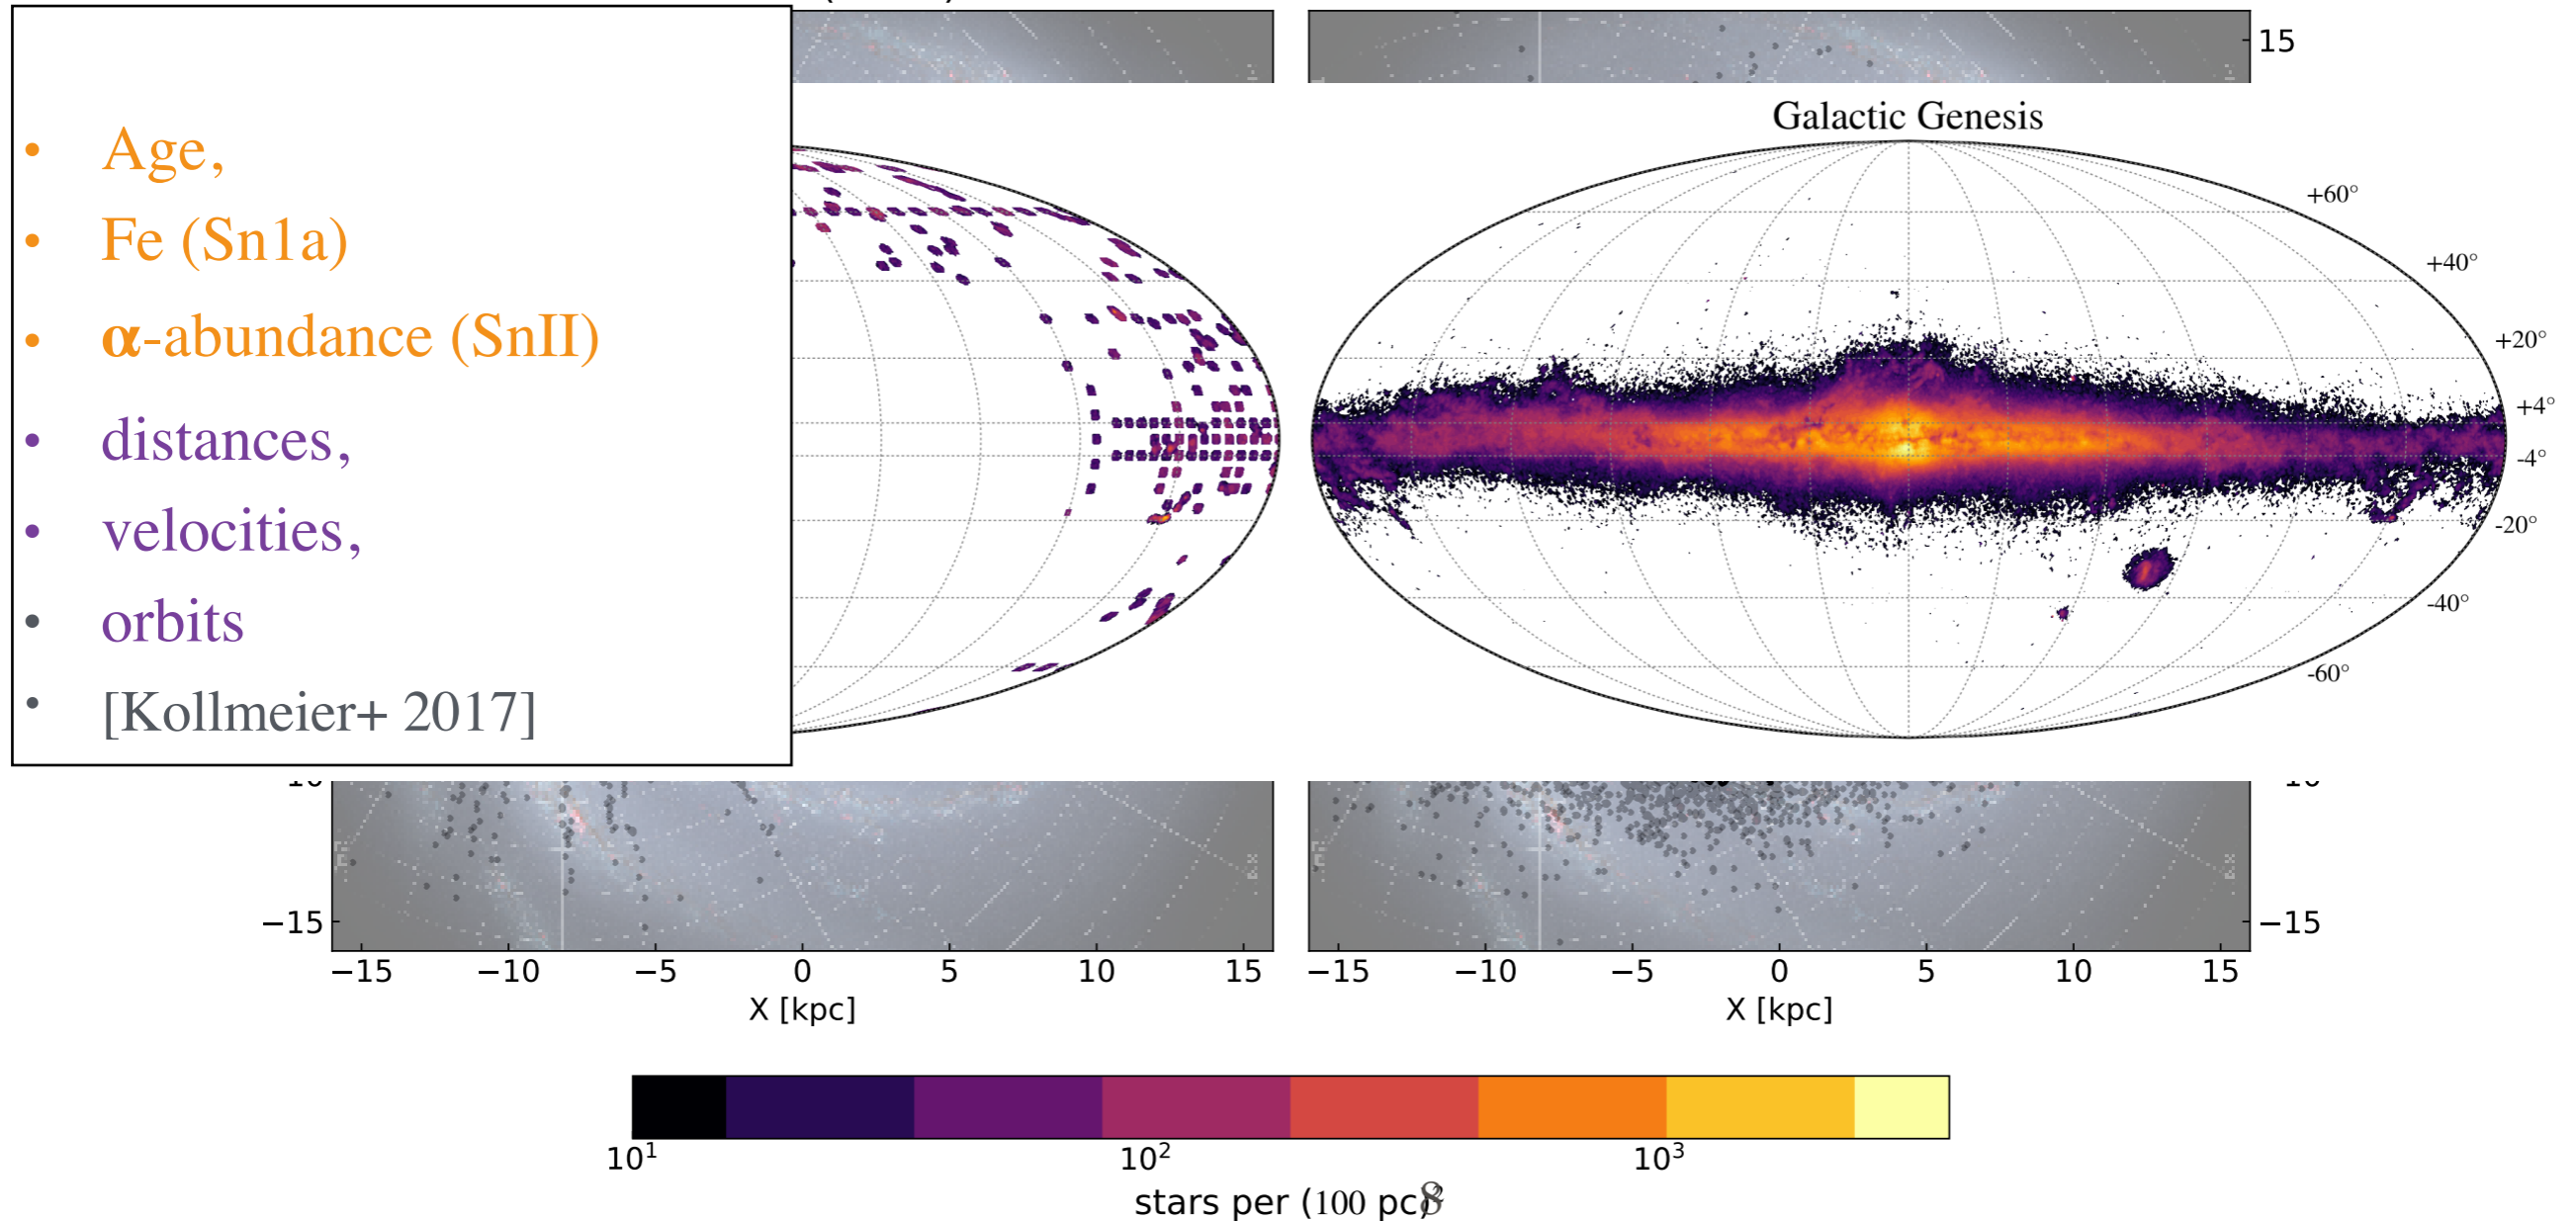 • Age,
• Fe (Sn1a)
• α-abundance (SnII)
• distances,
• velocities,
• orbits
• [Kollmeier+ 2017]
15
Galactic Genesis
+60°
+40°
+20°
+4°
-4°
-20°
-40°
-60°
−15
−15
−15 −10 −5 0 5 10 15
−15 −10 −5 0 5 10 15
X [kpc]
X [kpc]
10¹ 10² 10³
stars per (100 pc)